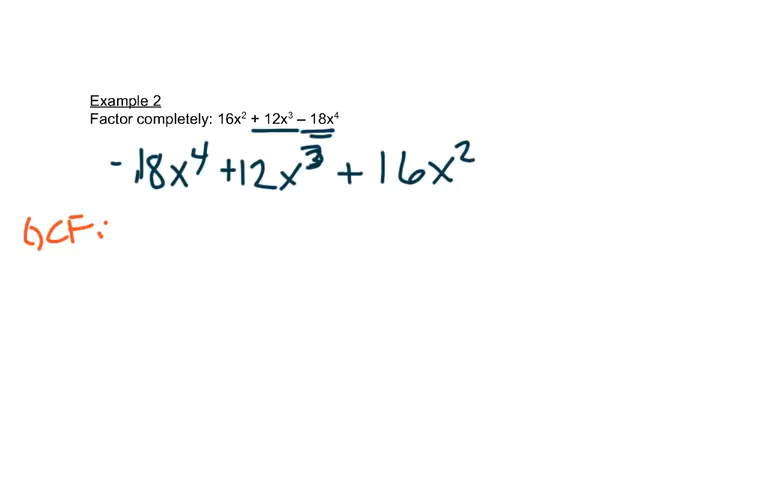 Example 2
Factor completely: 16x² + 12x³ – 18x⁴
-18x⁴ +12x³ + 16x²
GCF: